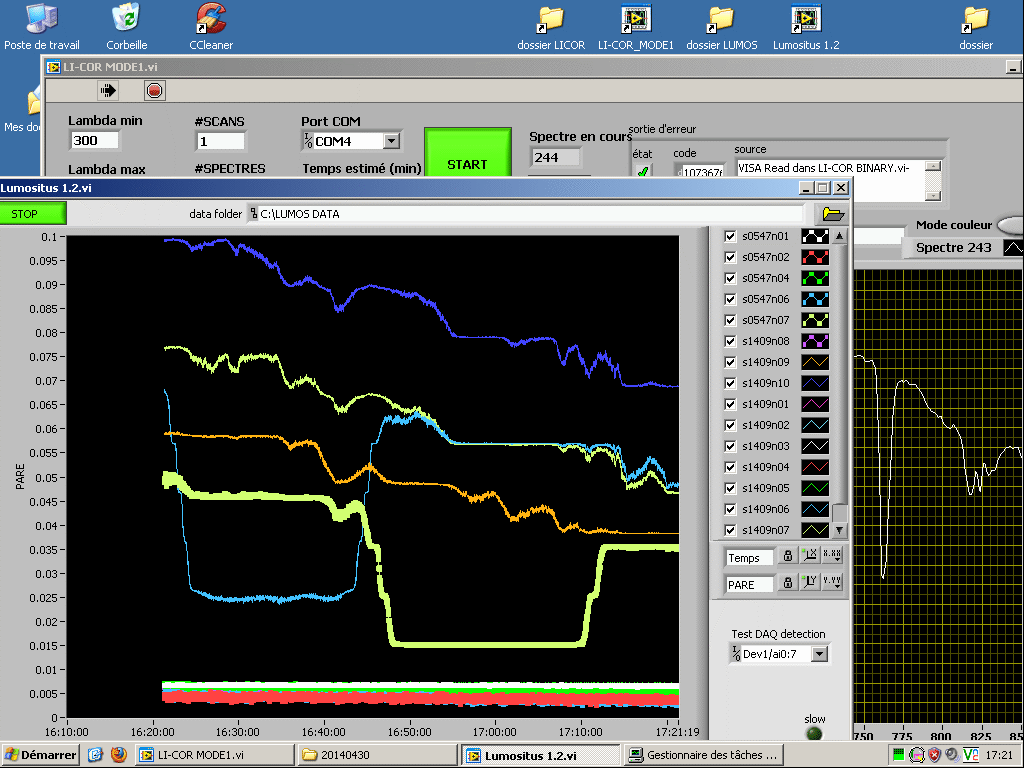 Poste de travail
Corbeille
CCleaner
dossier LICOR
LI-COR_MODE1
dossier LUMOS
Lumositus 1.2
dossier
Mes do
LI-COR MODE1.vi
Lambda min
#SCANS
Port COM
300
1
COM4
START
Spectre en cours
244
sortie d'erreur
état
code
source
VISA Read dans LI-COR BINARY.vi-
Lambda max
#SPECTRES
Temps estimé (min)
Lumositus 1.2.vi
STOP
data folder
C:\LUMOS DATA
Mode couleur
Spectre 243
PARE
0.1
0.095
0.09
0.085
0.08
0.075
0.07
0.065
0.06
0.055
0.05
0.045
0.04
0.035
0.03
0.025
0.02
0.015
0.01
0.005
0
16:10:00
16:20:00
16:30:00
16:40:00
16:50:00
17:00:00
17:10:00
17:21:19
s0547n01
s0547n02
s0547n04
s0547n06
s0547n07
s1409n08
s1409n09
s1409n10
s1409n01
s1409n02
s1409n03
s1409n04
s1409n05
s1409n06
s1409n07
Temps
X
X.XX
PARE
Y
Y.YY
Test DAQ detection
Dev1/ai0:7
slow
750
775
800
825
85
Démarrer
LI-COR MODE1.vi
20140430
Lumositus 1.2.vi
Gestionnaire des tâches ...
17:21